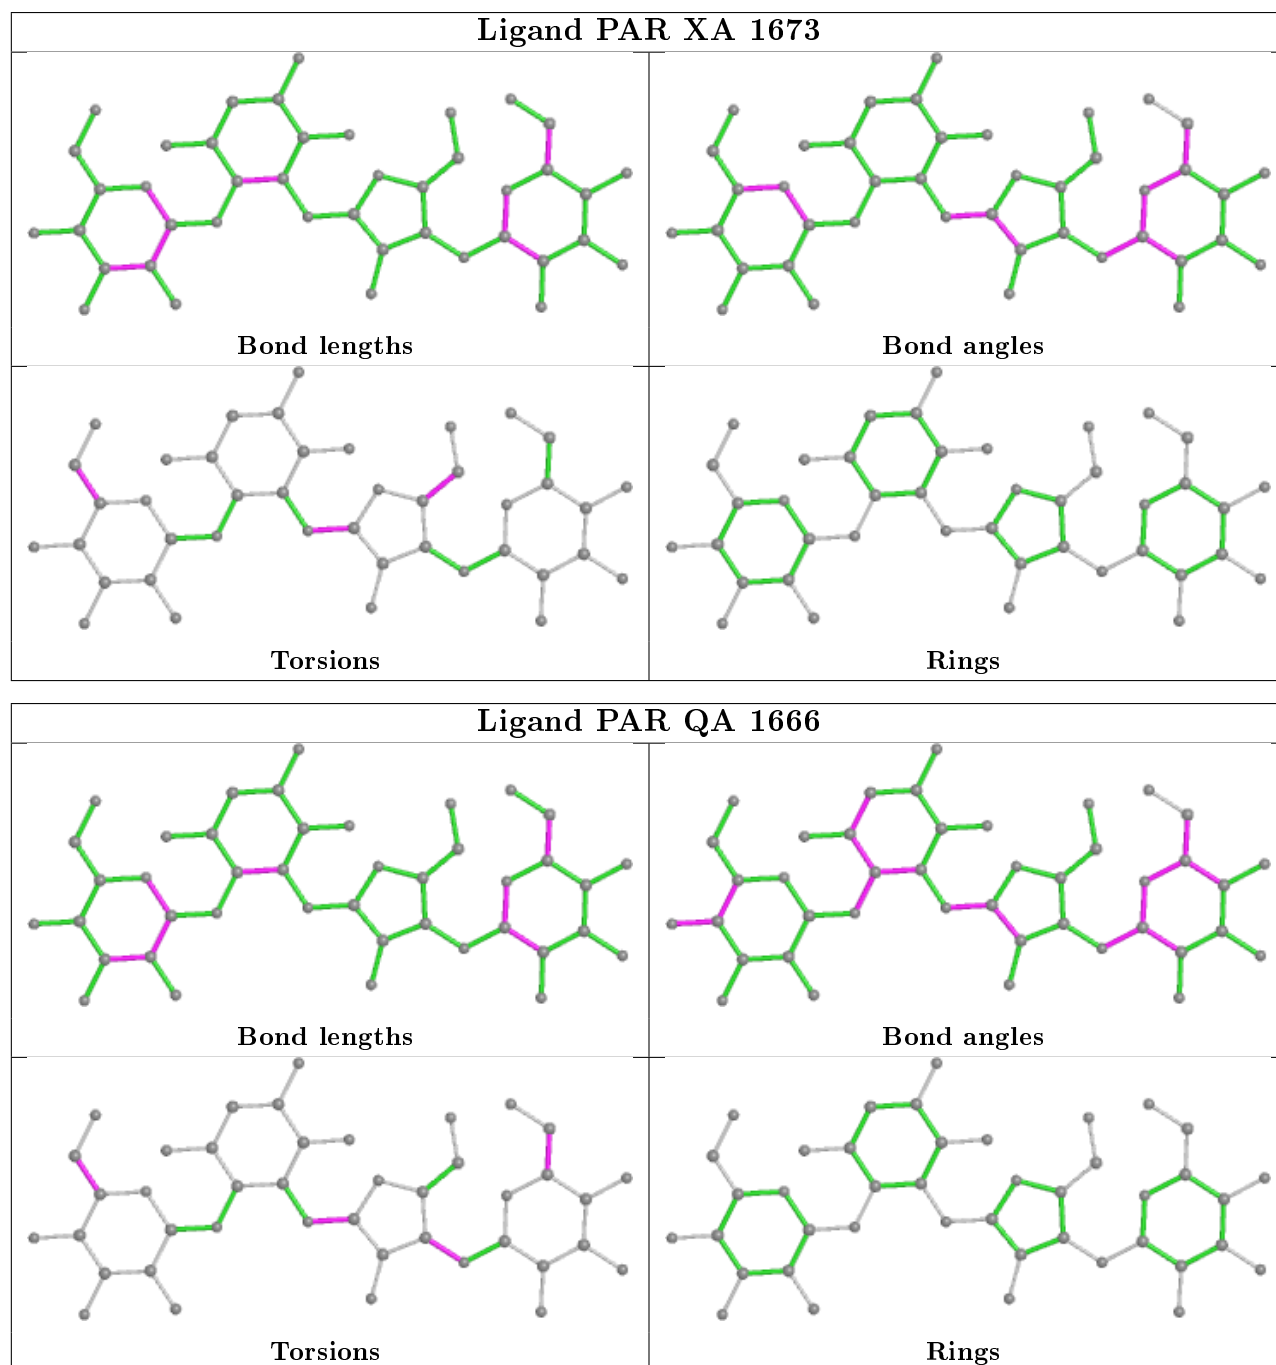 Ligand PAR XA 1673
Bond lengths
Bond angles
Torsions
Rings
Ligand PAR QA 1666
Bond lengths
Bond angles
Torsions
Rings